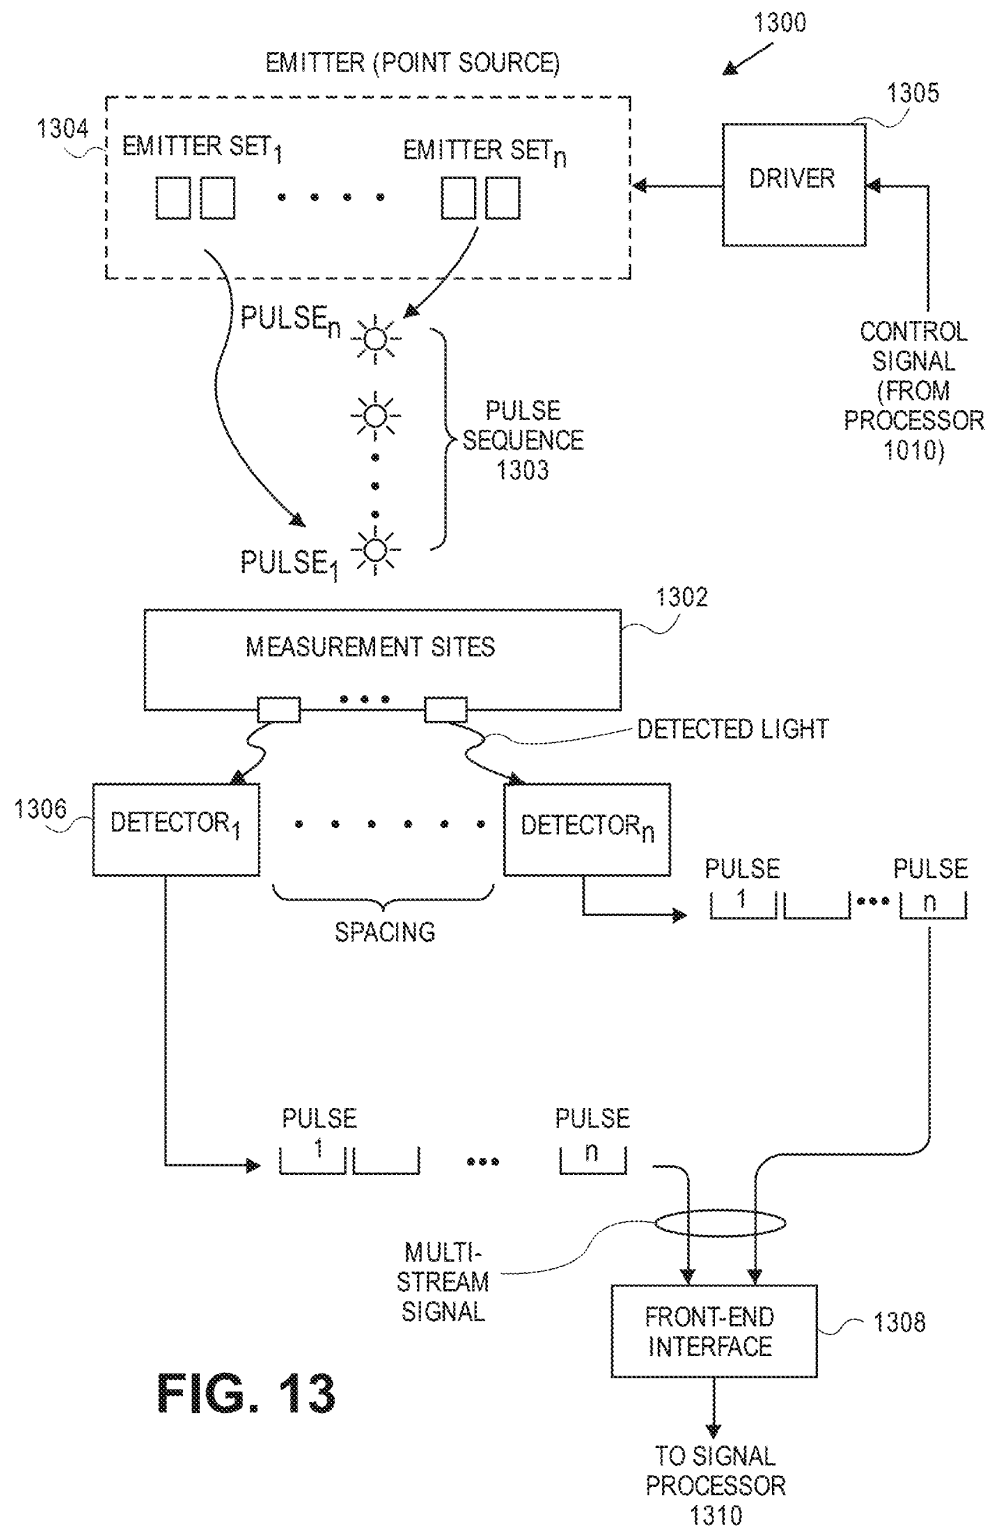 1300
EMITTER (POINT SOURCE)
1304
EMITTER SET1
EMITTER SETn
1305
DRIVER
PULSEn
CONTROL
SIGNAL
(FROM
PROCESSOR
1010)
PULSE
SEQUENCE
1303
PULSE1
1302
MEASUREMENT SITES
DETECTED LIGHT
1306
DETECTOR1
DETECTORn
SPACING
PULSE
1
PULSE
n
PULSE
1
PULSE
n
MULTI-
STREAM
SIGNAL
FRONT-END
INTERFACE
1308
FIG. 13
TO SIGNAL
PROCESSOR
1310